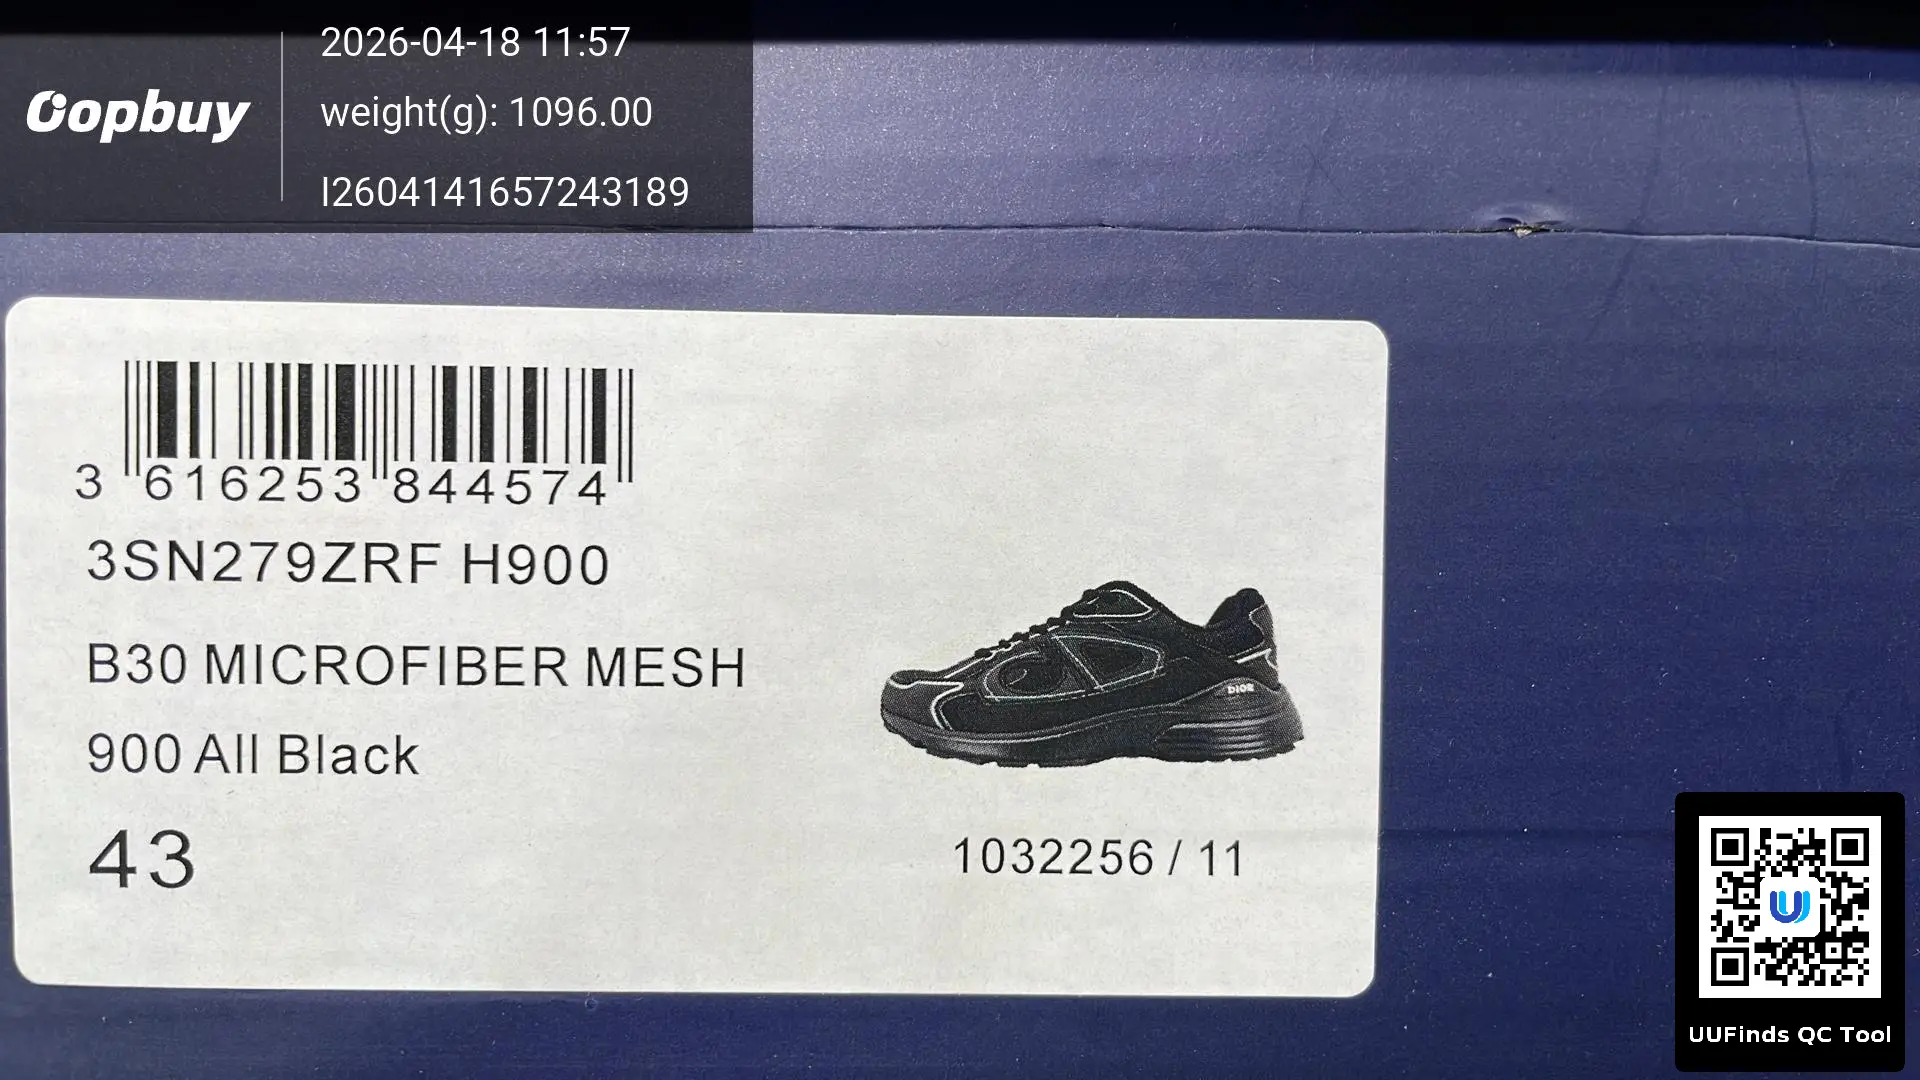 2026-04-18 11:57
Oopbuy
weight(g): 1096.00
I2604141657243189
3 616253 844574
3SN279ZRF H900
B30 MICROFIBER MESH
900 All Black
DIOR
43
1032256 / 11
UUFinds QC Tool